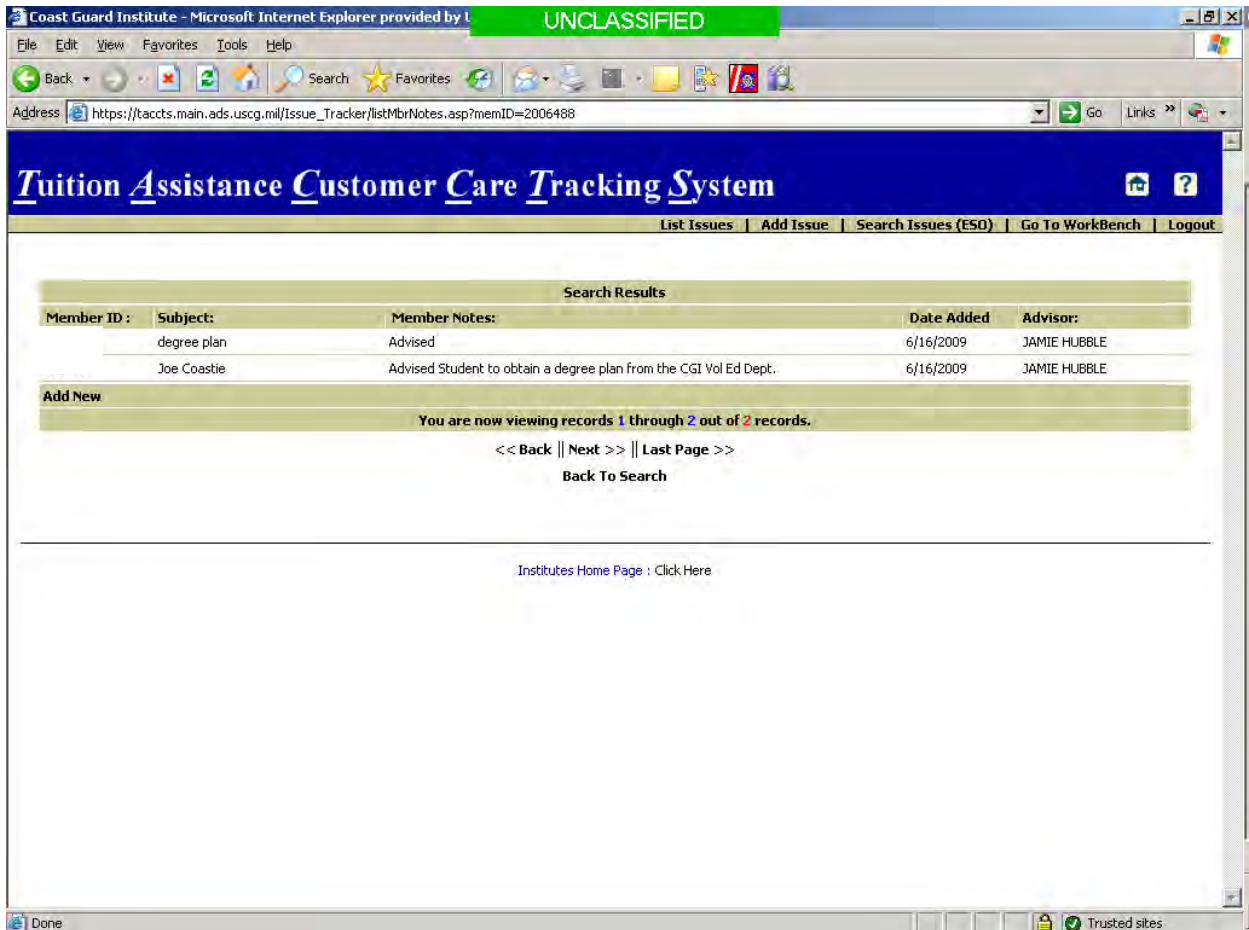 Coast Guard Institute - Microsoft Internet Explorer provided by
UNCLASSIFIED
File Edit View Favorites Tools Help
Back Search Favorites
Address https://taccts.main.ads.uscg.mil/Issue_Tracker/listMbrNotes.asp?memID=2006488 Go Links »
Tuition Assistance Customer Care Tracking System
List Issues | Add Issue | Search Issues (ESO) | Go To WorkBench | Logout
Search Results
Member ID : Subject: Member Notes: Date Added Advisor:
degree plan Advised 6/16/2009 JAMIE HUBBLE
Joe Coastie Advised Student to obtain a degree plan from the CGI Vol Ed Dept. 6/16/2009 JAMIE HUBBLE
Add New
You are now viewing records 1 through 2 out of 2 records.
<< Back || Next >> || Last Page >>
Back To Search
Institutes Home Page : Click Here
Done Trusted sites